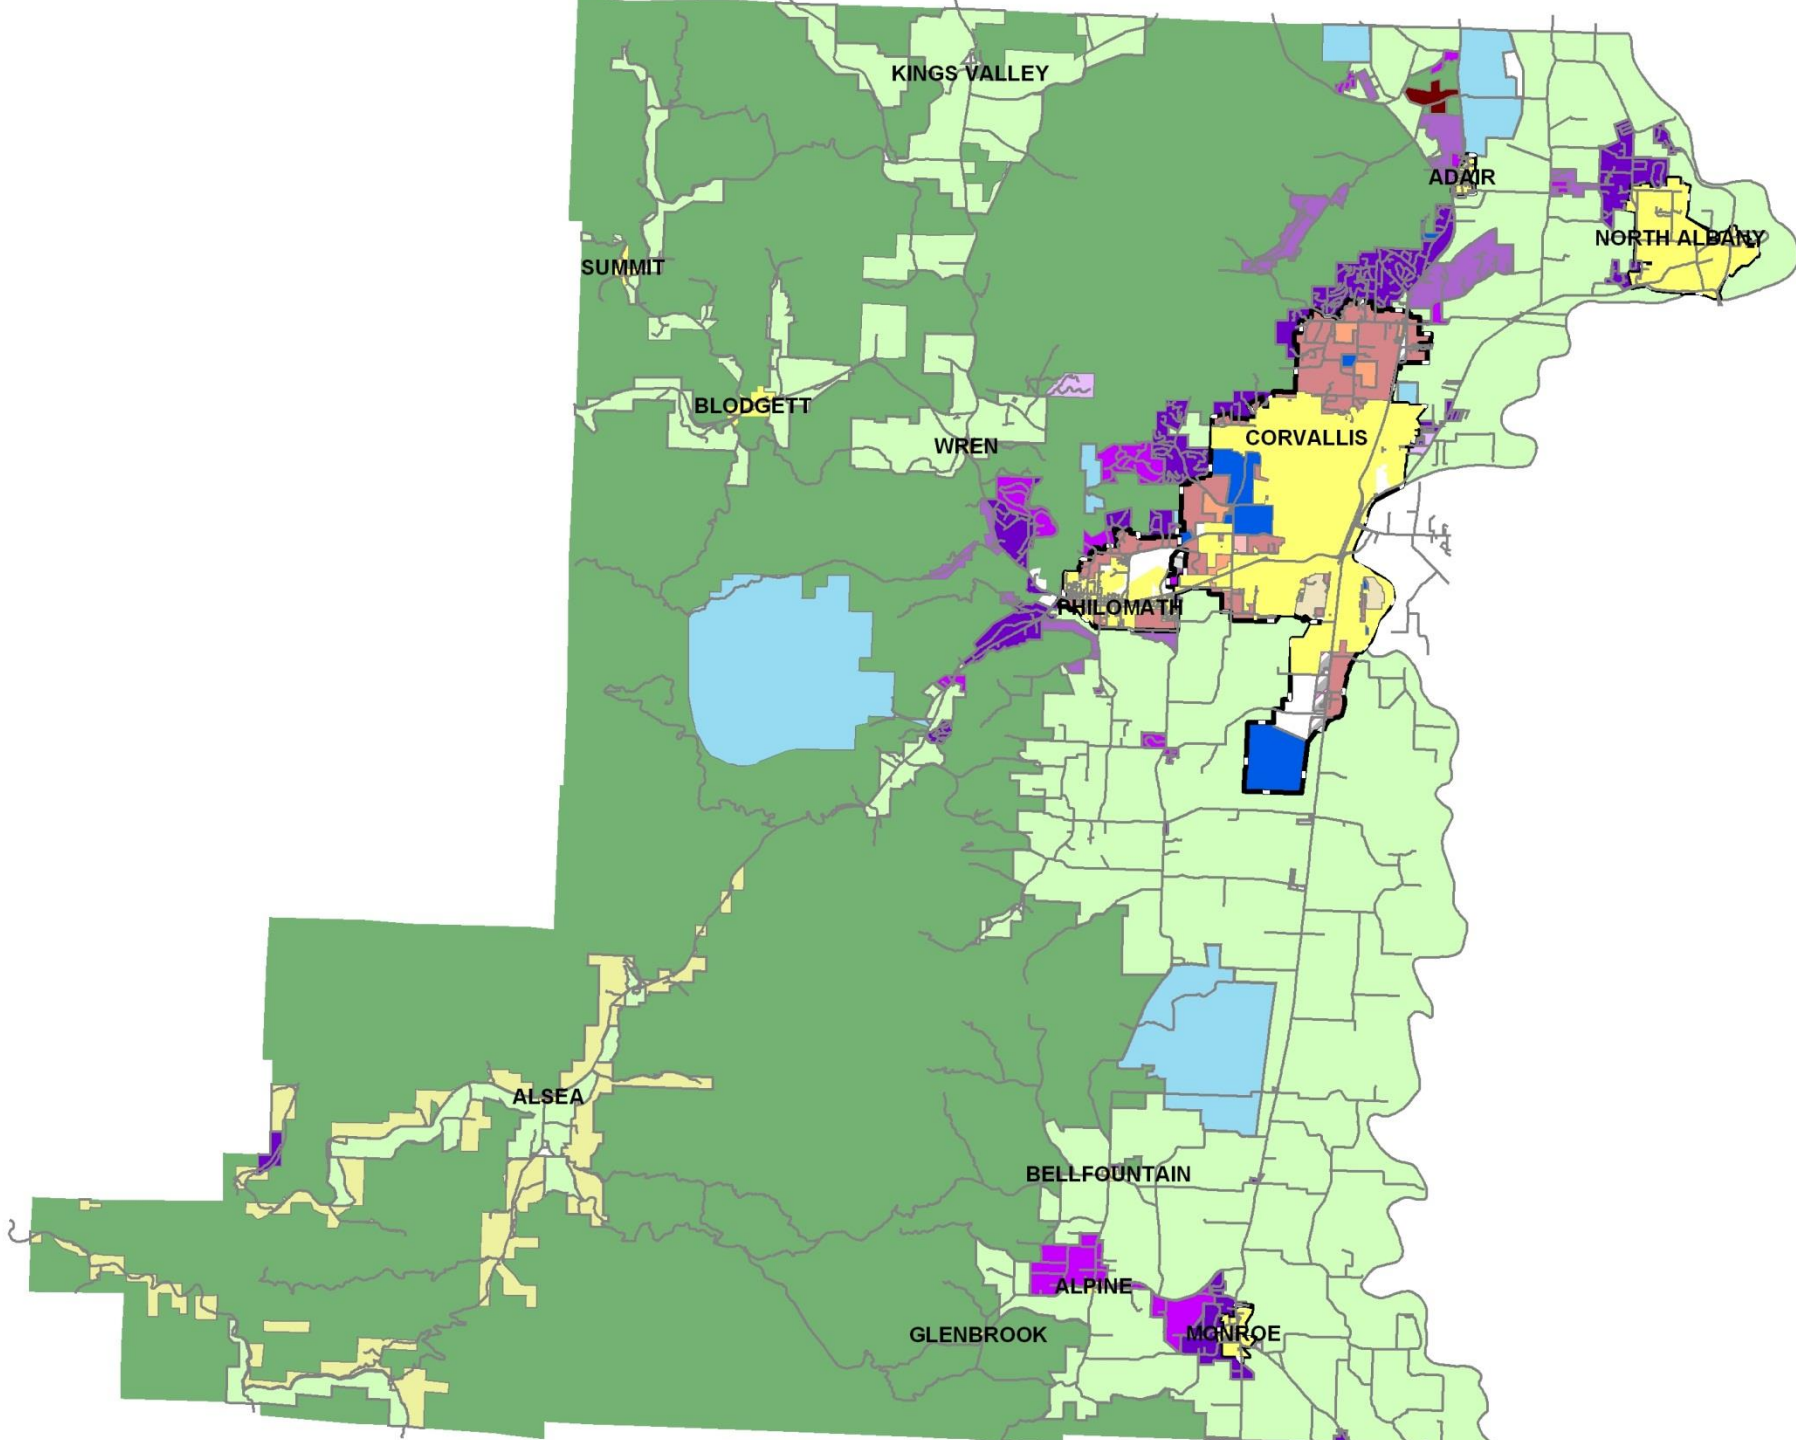 KINGS VALLEY
ADAIR
NORTH ALBANY
SUMMIT
BLODGETT
WREN
CORVALLIS
PHILOMATH
ALSEA
BELLFOUNTAIN
ALPINE
GLENBROOK
MONROE